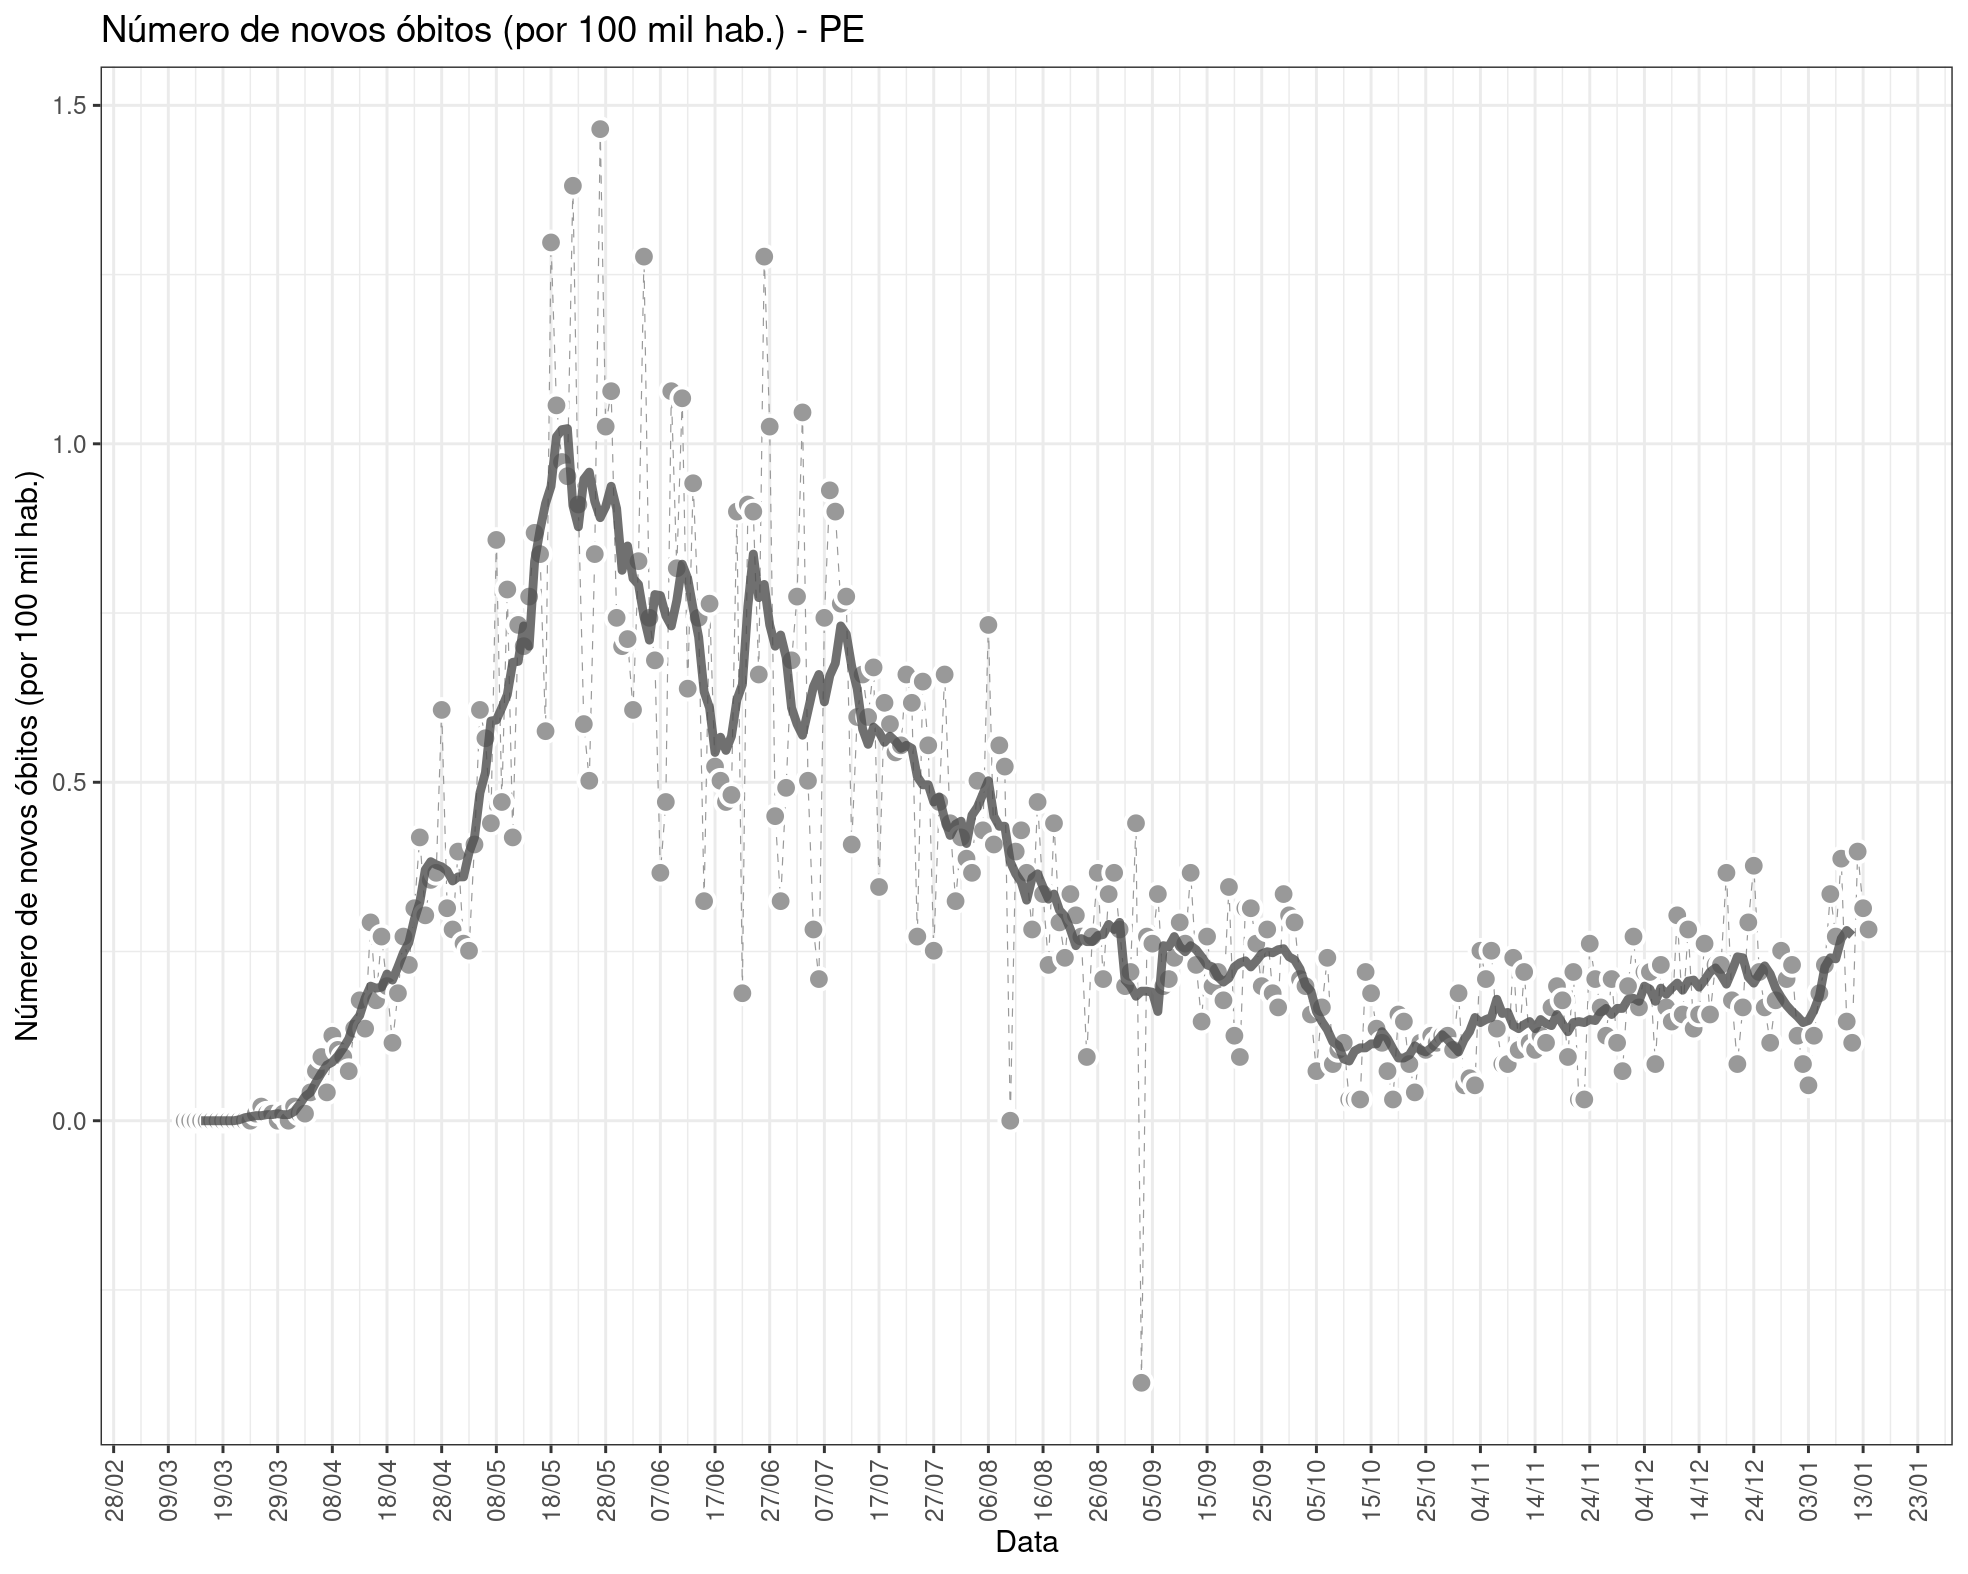 Número de novos óbitos (por 100 mil hab.) - PE
Número de novos óbitos (por 100 mil hab.)
1.5
1.0
0.5
0.0
28/02 09/03 19/03 29/03 08/04 18/04 28/04 08/05 18/05 28/05 07/06 17/06 27/06 07/07 17/07 27/07 06/08 16/08 26/08 05/09 15/09 25/09 05/10 15/10 25/10 04/11 14/11 24/11 04/12 14/12 24/12 03/01 13/01 23/01
Data